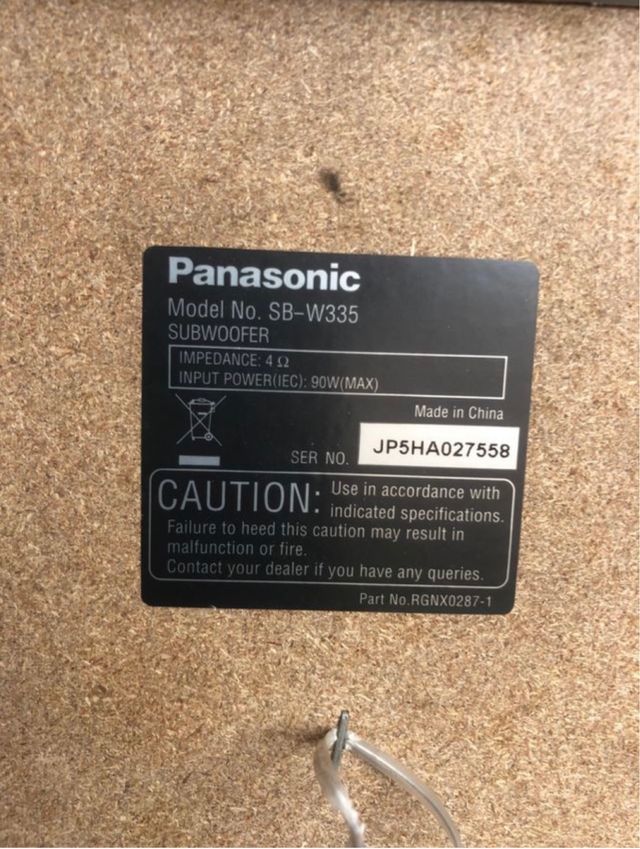 Panasonic
Model No. SB-W335
SUBWOOFER
IMPEDANCE: 4 Ω
INPUT POWER(IEC): 90W(MAX)
Made in China
SER NO. JP5HA027558
CAUTION: Use in accordance with
indicated specifications.
Failure to heed this caution may result in
malfunction or fire.
Contact your dealer if you have any queries.
Part No.RGNX0287-1